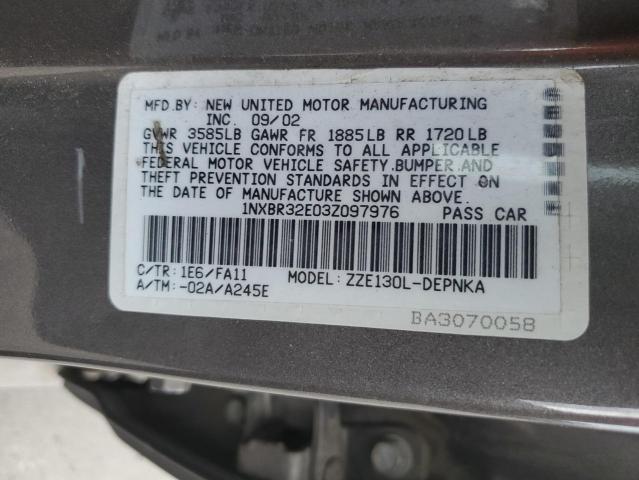 MFD.BY: NEW UNITED MOTOR MANUFACTURING
INC. 09/02
GVWR 3585LB GAWR FR 1885LB RR 1720LB
THIS VEHICLE CONFORMS TO ALL APPLICABLE
FEDERAL MOTOR VEHICLE SAFETY.BUMPER.AND
THEFT PREVENTION STANDARDS IN EFFECT ON
THE DATE OF MANUFACTURE SHOWN ABOVE.
1NXBR32E03Z097976 PASS CAR
C/TR: 1E6/FA11 MODEL: ZZE130L-DEPNKA
A/TM: -02A/A245E
BA3070058